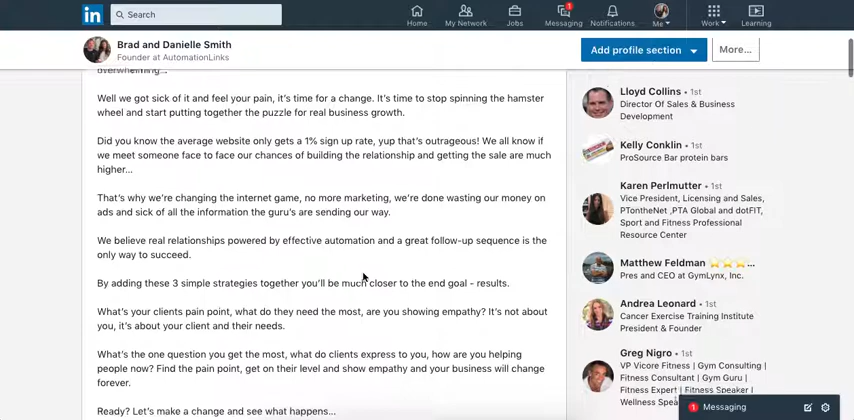 in
Search
Home
My Network
Jobs
1
Messaging
Notifications
Me
Work
Learning
Brad and Danielle Smith
Founder at AutomationLinks
Add profile section
More...
overwhelming...
Well we got sick of it and feel your pain, it's time for a change. It's time to stop spinning the hamster
wheel and start putting together the puzzle for real business growth.
Did you know the average website only gets a 1% sign up rate, yup that's outrageous! We all know if
we meet someone face to face our chances of building the relationship and getting the sale are much
higher...
That's why we're changing the internet game, no more marketing, we're done wasting our money on
ads and sick of all the information the guru's are sending our way.
We believe real relationships powered by effective automation and a great follow-up sequence is the
only way to succeed.
By adding these 3 simple strategies together you'll be much closer to the end goal - results.
What's your clients pain point, what do they need the most, are you showing empathy? It's not about
you, it's about your client and their needs.
What's the one question you get the most, what do clients express to you, how are you helping
people now? Find the pain point, get on their level and show empathy and your business will change
forever.
Ready? Let's make a change and see what happens...
Lloyd Collins • 1st
Director Of Sales & Business
Development
Kelly Conklin • 1st
ProSource Bar protein bars
Karen Perlmutter • 1st
Vice President, Licensing and Sales,
PTontheNet ,PTA Global and dotFIT,
Sport and Fitness Professional
Resource Center
Matthew Feldman ⭐⭐⭐...
Pres and CEO at GymLynx, Inc.
Andrea Leonard • 1st
Cancer Exercise Training Institute
President & Founder
Greg Nigro • 1st
VP Vicore Fitness | Gym Consulting |
Fitness Consultant | Gym Guru |
Fitness Expert | Fitness Speaker |
Wellness Spea
1 Messaging